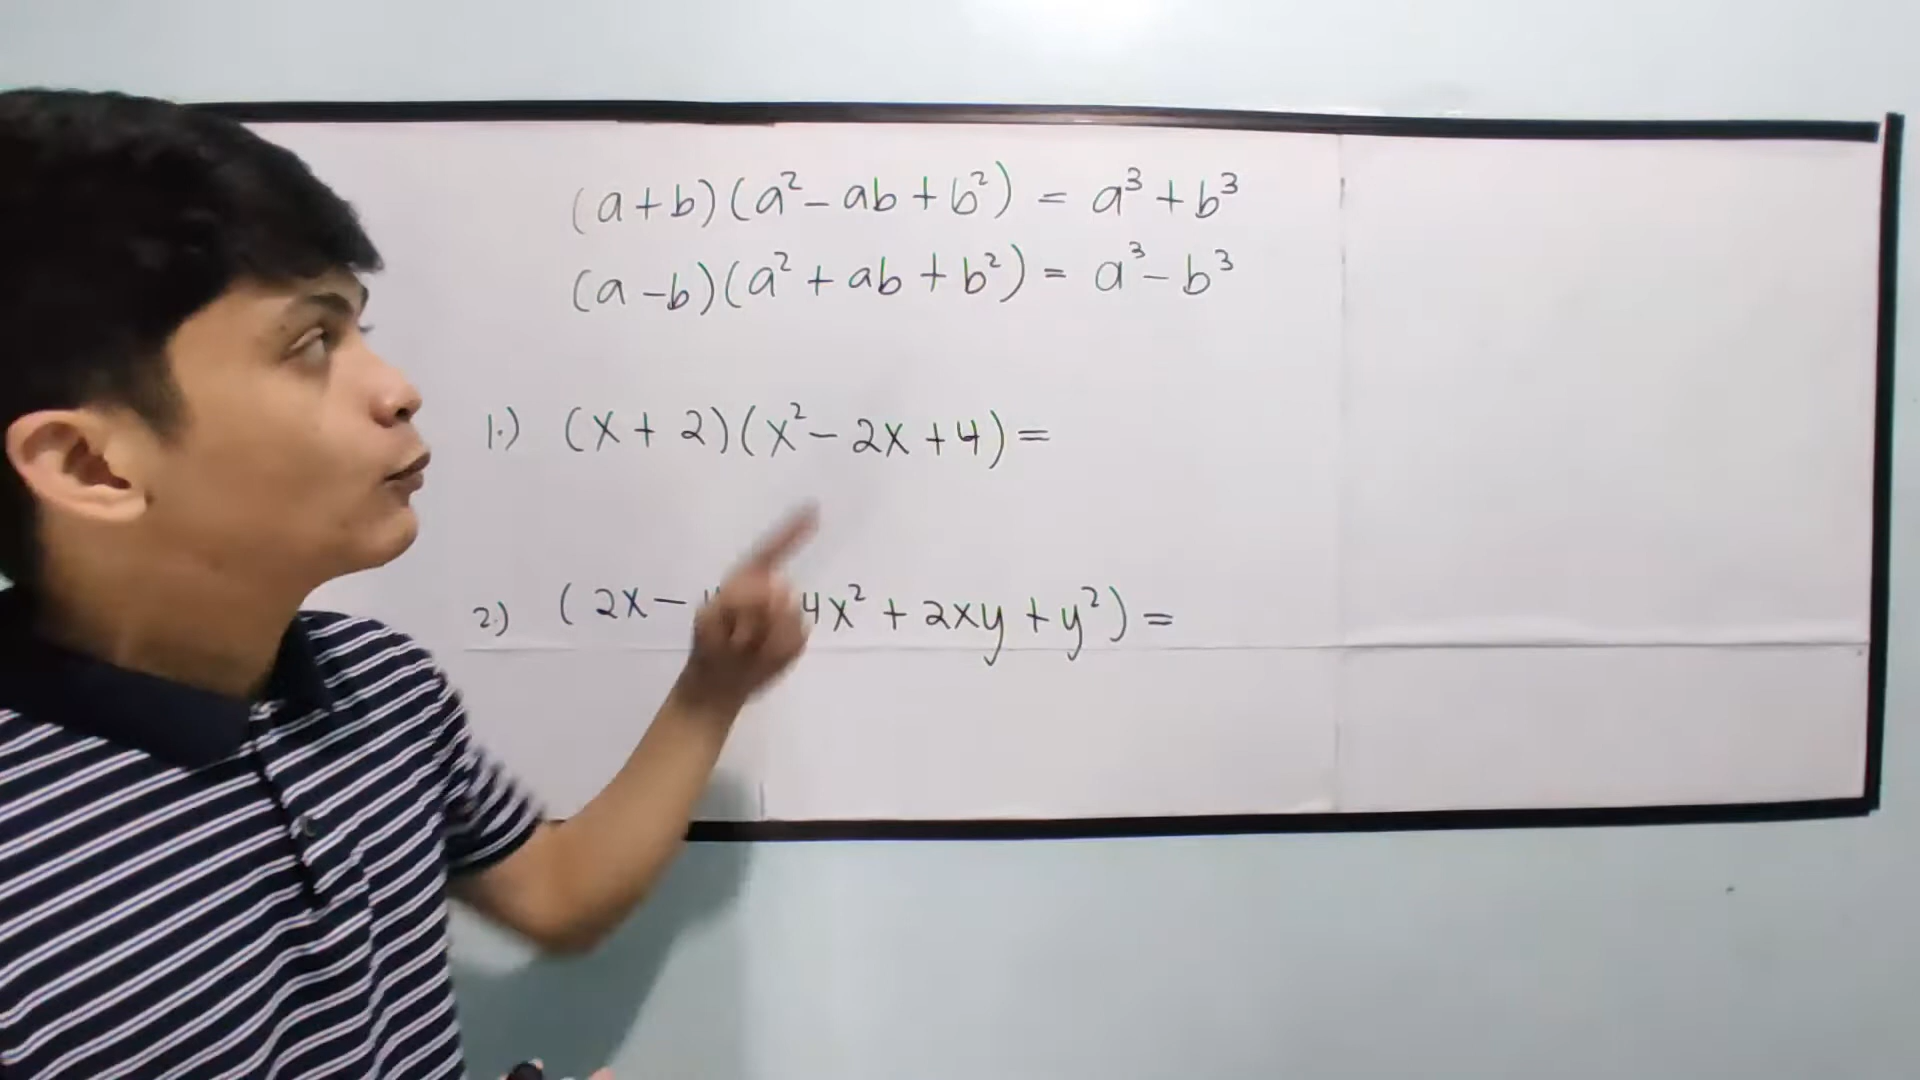 (a+b)(a²-ab+b²) = a³+b³
(a-b)(a²+ab+b²) = a³-b³
1.) (x+2)(x²-2x+4)=
2.) (2x- 4x²+2xy+y²)=